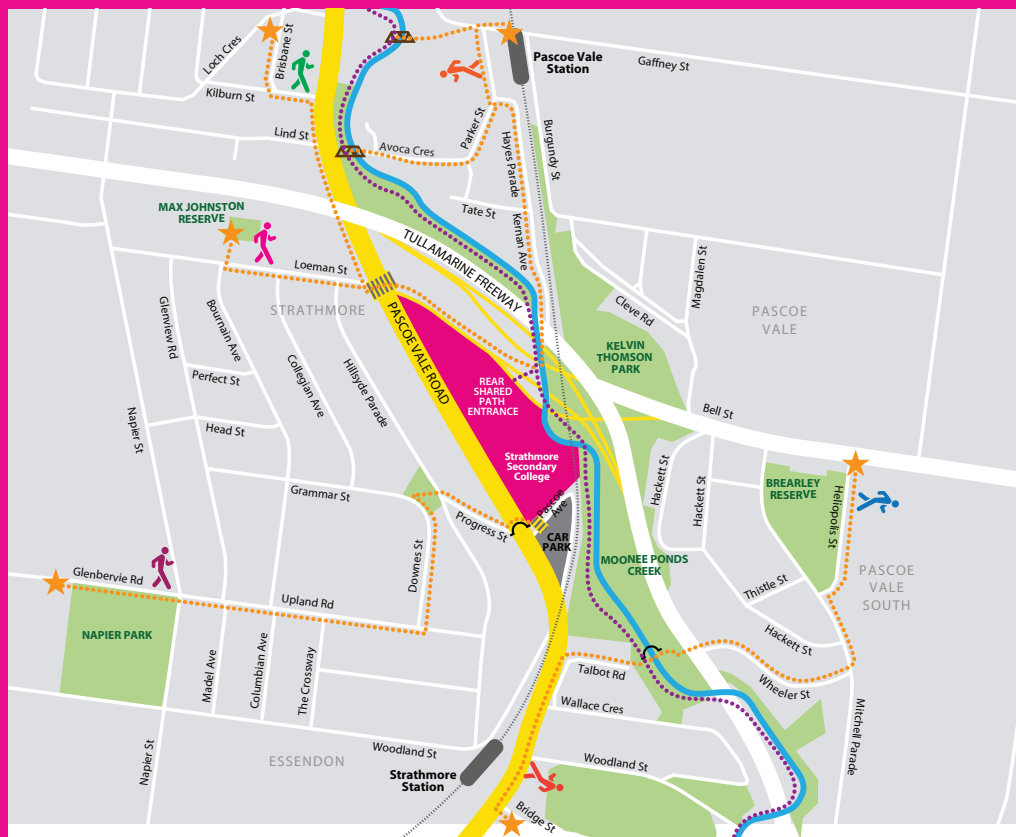 Loch Cres
Brisbane St
Pascoe Vale
Station
Gaffney St
Kilburn St
Lind St
Avoca Cres
Parker St
Hayes Parade
Burgundy St
MAX JOHNSTON
RESERVE
Tate St
Kernan Ave
TULLAMARINE FREEWAY
Loeman St
STRATHMORE
PASCOE VALE ROAD
Magdalen St
Cleve Rd
PASCOE
VALE
Glenview Rd
Bournain Ave
Collegian Ave
Hillsyde Parade
KELVIN
THOMSON
PARK
Perfect St
REAR
SHARED
PATH
ENTRANCE
Bell St
Napier St
Head St
Strathmore
Secondary
College
Hackett St
Hackett St
BREARLEY
RESERVE
Heliopolis St
Grammar St
Pascoe
Ave
Progress St
CAR
PARK
Downes St
MOONEE PONDS
CREEK
PASCOE
VALE
SOUTH
Glenbervie Rd
Upland Rd
Thistle St
Hackett St
NAPIER PARK
Madel Ave
Columbian Ave
The Crossway
Talbot Rd
Wheeler St
Wallace Cres
Mitchell Parade
Napier St
ESSENDON
Woodland St
Strathmore
Station
Woodland St
Bridge St